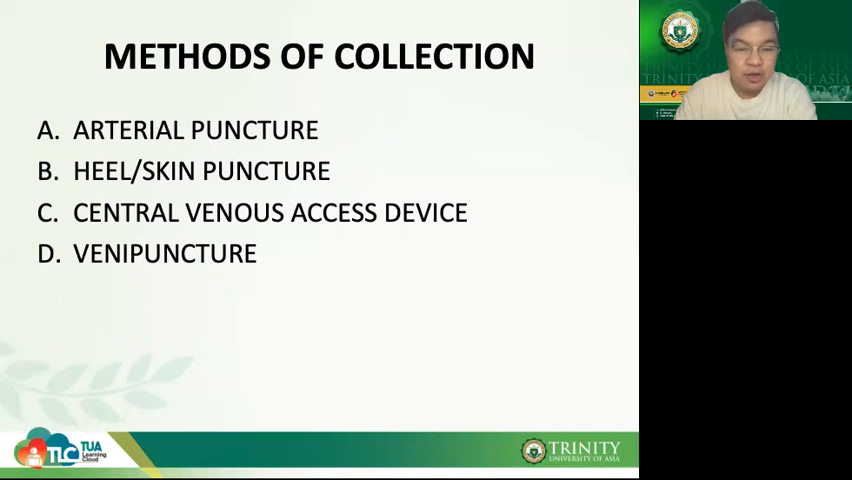 METHODS OF COLLECTION
A. ARTERIAL PUNCTURE
B. HEEL/SKIN PUNCTURE
C. CENTRAL VENOUS ACCESS DEVICE
D. VENIPUNCTURE
TLC
TUA
Learning
Cloud
TRINITY
UNIVERSITY OF ASIA